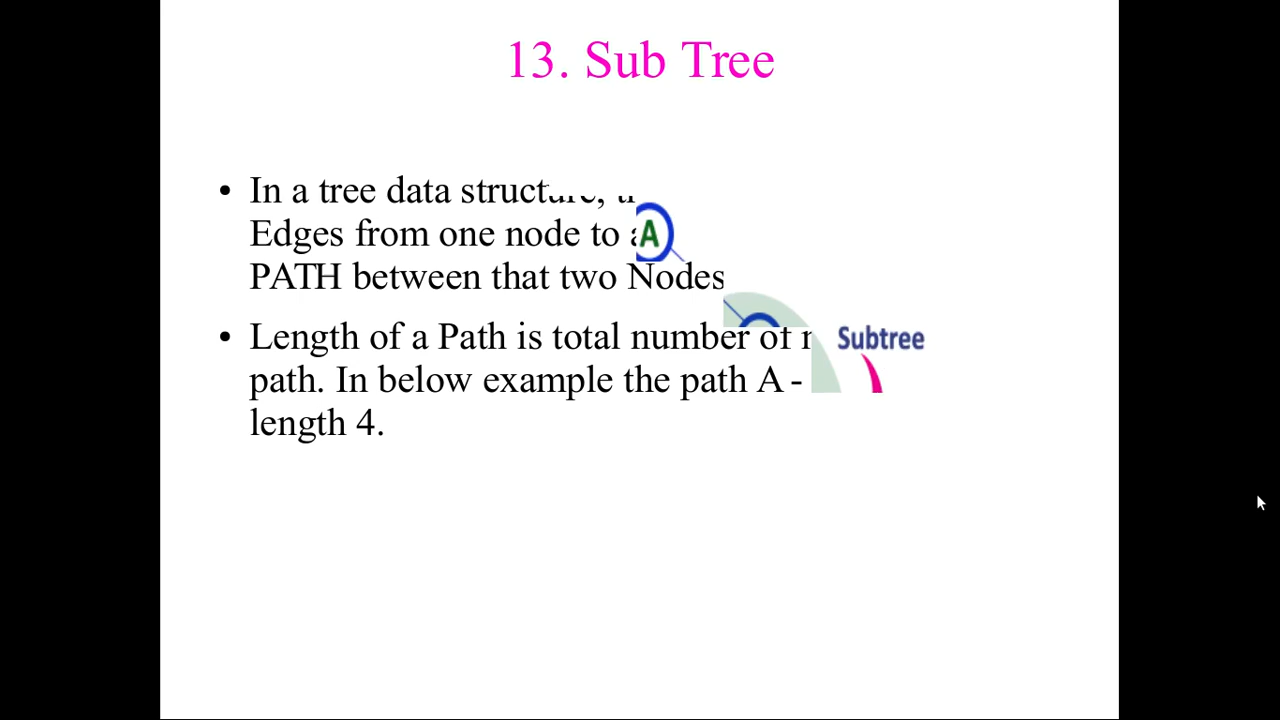 13. Sub Tree
• In a tree data
Edges from one node to A
PATH between that two Nodes
• Length of a Path is total number of
Subtree
path. In below example the path A -
length 4.